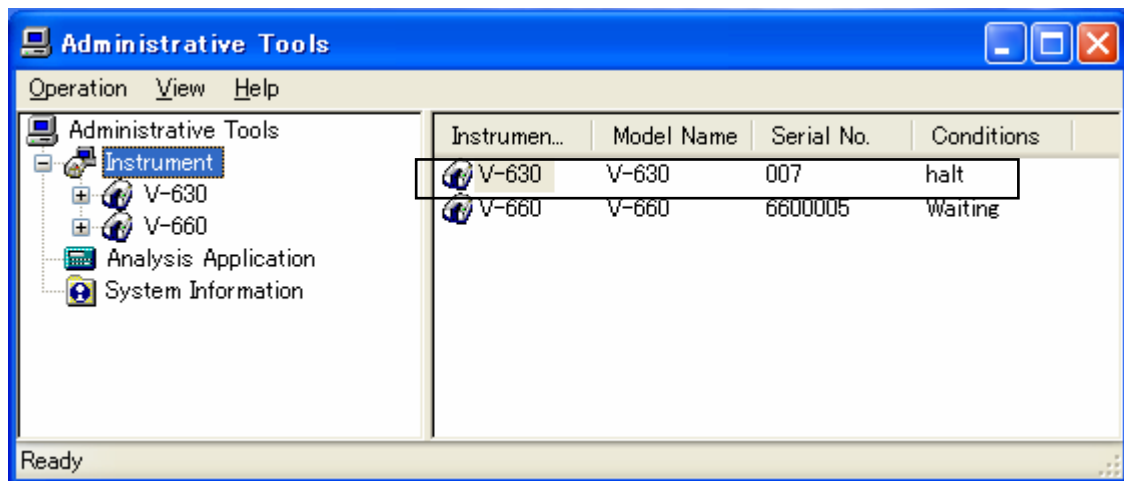 Administrative Tools
Operation View Help
Administrative Tools
Instrument
V-630
V-660
Analysis Application
System Information
Instrumen... Model Name Serial No. Conditions
V-630 V-630 007 halt
V-660 V-660 6600005 Waiting
Ready